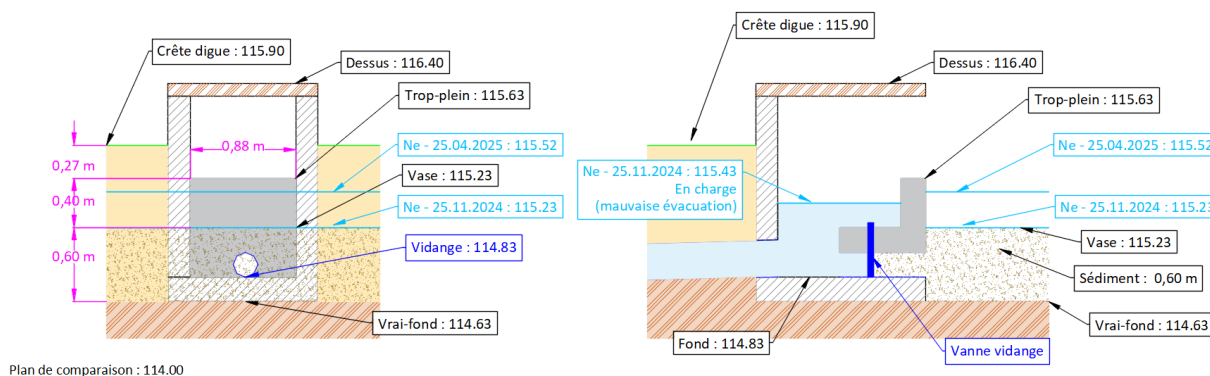 Crête digue : 115.90
Dessus : 116.40
Trop-plein : 115.63
0,88 m
0,27 m
Ne - 25.04.2025 : 115.52
0,40 m
Vase : 115.23
Ne - 25.11.2024 : 115.23
0,60 m
Vidange : 114.83
Vrai-fond : 114.63
Plan de comparaison : 114.00
Crête digue : 115.90
Dessus : 116.40
Trop-plein : 115.63
Ne - 25.04.2025 : 115.52
Ne - 25.11.2024 : 115.43
En charge
(mauvaise évacuation)
Ne - 25.11.2024 : 115.23
Vase : 115.23
Sédiment : 0,60 m
Vrai-fond : 114.63
Fond : 114.83
Vanne vidange